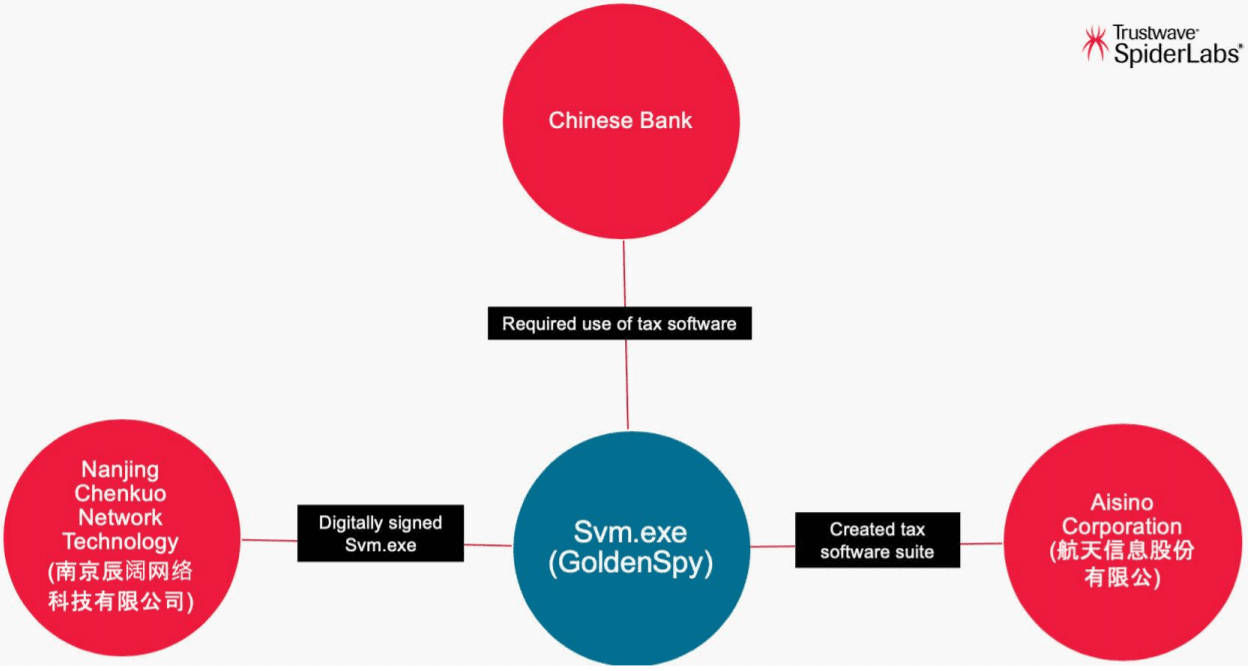 Trustwave
SpiderLabs
Chinese Bank
Required use of tax software
Nanjing
Chenkuo
Network
Technology
(南京辰阔网络
科技有限公司)
Digitally signed
Svm.exe
Svm.exe
(GoldenSpy)
Created tax
software suite
Aisino
Corporation
(航天信息股份
有限公)